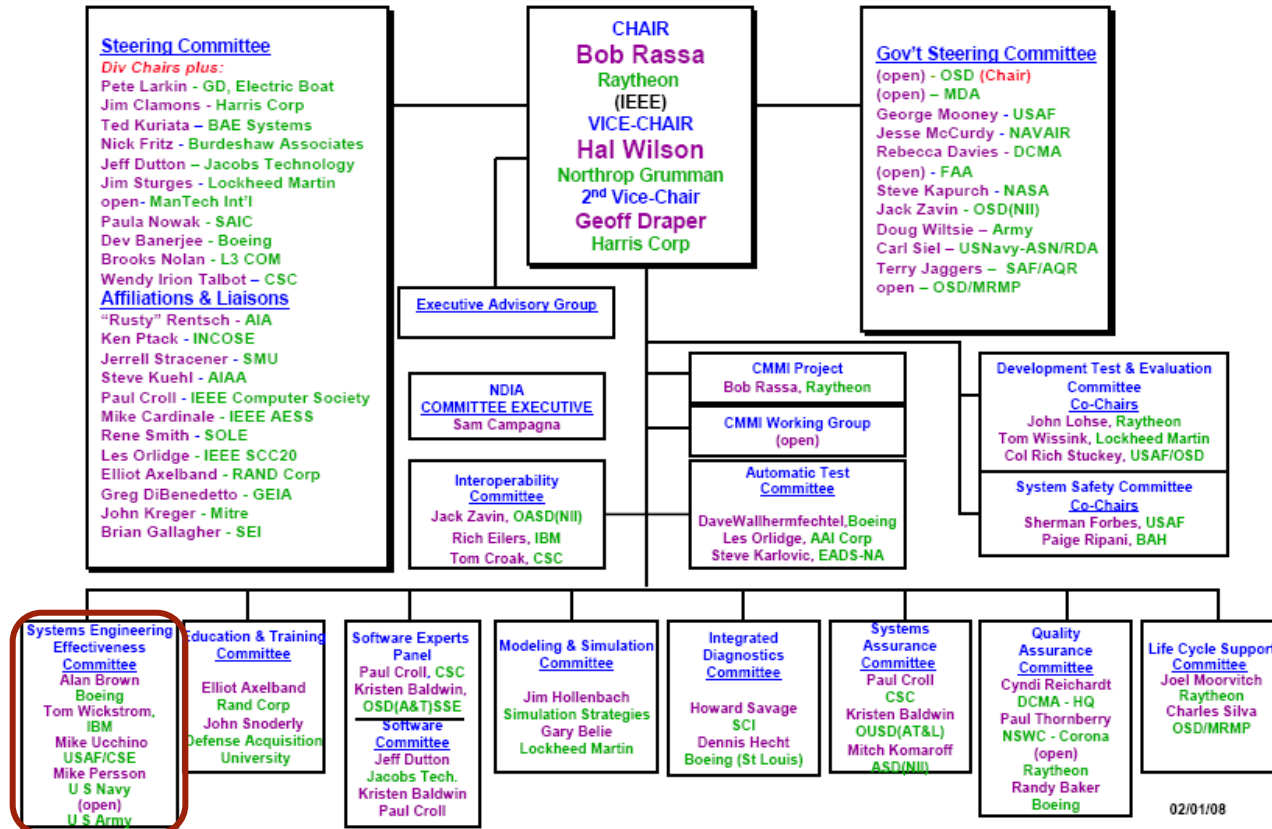 Steering Committee
Div Chairs plus:
Pete Larkin - GD, Electric Boat
Jim Clamons - Harris Corp
Ted Kuriata – BAE Systems
Nick Fritz - Burdeshaw Associates
Jeff Dutton – Jacobs Technology
Jim Sturges - Lockheed Martin
open- ManTech Int'l
Paula Nowak - SAIC
Dev Banerjee - Boeing
Brooks Nolan - L3 COM
Wendy Irion Talbot – CSC
Affiliations & Liaisons
“Rusty” Rentsch - AIA
Ken Ptack - INCOSE
Jerrell Stracener - SMU
Steve Kuehl - AIAA
Paul Croll - IEEE Computer Society
Mike Cardinale - IEEE AESS
Rene Smith - SOLE
Les Orlidge - IEEE SCC20
Elliot Axelband - RAND Corp
Greg DiBenedetto - GEIA
John Kreger - Mitre
Brian Gallagher - SEI
CHAIR
Bob Rassa
Raytheon
(IEEE)
VICE-CHAIR
Hal Wilson
Northrop Grumman
2nd Vice-Chair
Geoff Draper
Harris Corp
Gov't Steering Committee
(open) - OSD (Chair)
(open) – MDA
George Mooney - USAF
Jesse McCurdy - NAVAIR
Rebecca Davies - DCMA
(open) - FAA
Steve Kapurch - NASA
Jack Zavin - OSD(NII)
Doug Wiltsie – Army
Carl Siel – USNavy-ASN/RDA
Terry Jaggers – SAF/AQR
open – OSD/MRMP
Executive Advisory Group
NDIA
COMMITTEE EXECUTIVE
Sam Campagna
CMMI Project
Bob Rassa, Raytheon
CMMI Working Group
(open)
Development Test & Evaluation
Committee
Co-Chairs
John Lohse, Raytheon
Tom Wissink, Lockheed Martin
Col Rich Stuckey, USAF/OSD
System Safety Committee
Co-Chairs
Sherman Forbes, USAF
Paige Ripani, BAH
Interoperability
Committee
Jack Zavin, OASD(NII)
Rich Eilers, IBM
Tom Croak, CSC
Automatic Test
Committee
DaveWallhermfechtel,Boeing
Les Orlidge, AAI Corp
Steve Karlovic, EADS-NA
Systems Engineering
Effectiveness
Committee
Alan Brown
Boeing
Tom Wickstrom,
IBM
Mike Ucchino
USAF/CSE
Mike Persson
U S Navy
(open)
U S Army
Education & Training
Committee
Elliot Axelband
Rand Corp
John Snoderly
Defense Acquisition
University
Software Experts
Panel
Paul Croll, CSC
Kristen Baldwin,
OSD(A&T)SSE
Software
Committee
Jeff Dutton
Jacobs Tech.
Kristen Baldwin
Paul Croll
Modeling & Simulation
Committee
Jim Hollenbach
Simulation Strategies
Gary Belie
Lockheed Martin
Integrated
Diagnostics
Committee
Howard Savage
SCI
Dennis Hecht
Boeing (St Louis)
Systems
Assurance
Committee
Paul Croll
CSC
Kristen Baldwin
OUSD(AT&L)
Mitch Komaroff
ASD(NII)
Quality
Assurance
Committee
Cyndi Reichardt
DCMA - HQ
Paul Thornberry
NSWC - Corona
(open)
Raytheon
Randy Baker
Boeing
Life Cycle Support
Committee
Joel Moorvitch
Raytheon
Charles Silva
OSD/MRMP
02/01/08